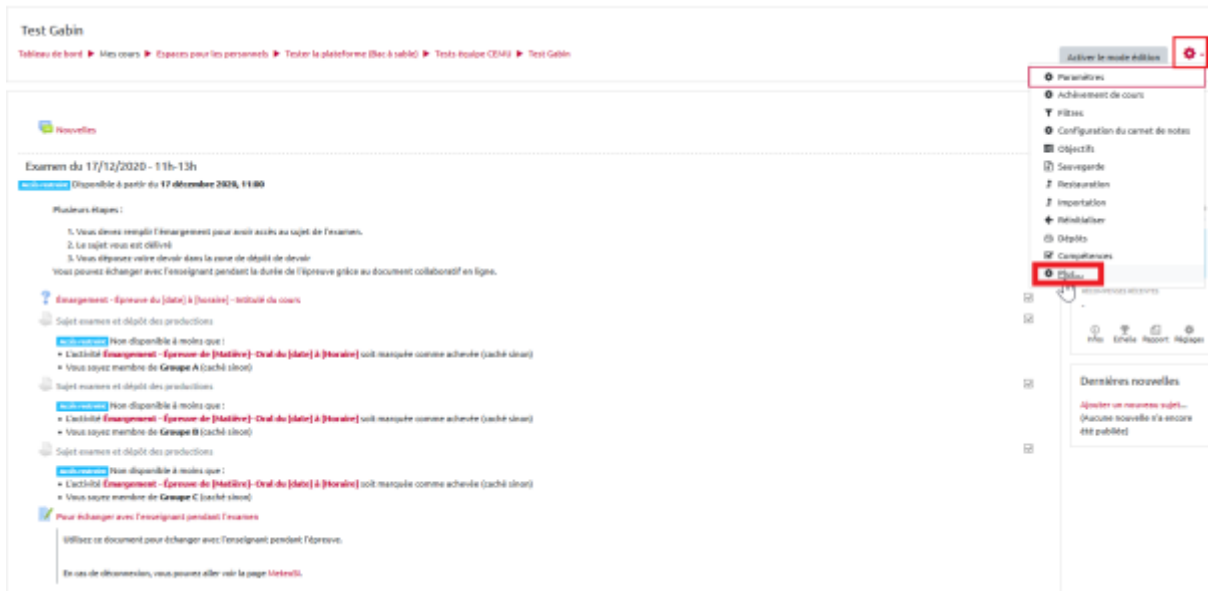 Test Gabin
Tableau de bord ▶ Mes cours ▶ Espaces pour les personnels ▶ Tester la plateforme (Bac à sable) ▶ Tests équipe CEMU ▶ Test Gabin
Activer le mode édition
Paramètres
Achèvement de cours
Filtres
Configuration du carnet de notes
Objectifs
Sauvegarde
Restauration
Importation
Réinitialiser
Dépôts
Compétences
Nouvelles
Examen du 17/12/2020 - 11h-13h
Accès restreint Disponible à partir du 17 décembre 2020, 11:00
Plusieurs étapes :
1. Vous devez remplir l'émargement pour avoir accès au sujet de l'examen.
2. Le sujet vous est délivré
3. Vous déposez votre devoir dans la zone de dépôt de devoir
Vous pouvez échanger avec l'enseignant pendant la durée de l'épreuve grâce au document collaboratif en ligne.
Émargement - Épreuve du [date] à [horaire] - Intitulé du cours
Sujet examen et dépôt des productions
Accès restreint Non disponible à moins que :
L'activité Émargement - Épreuve de [Matière]- Oral du [date] à [Horaire] soit marquée comme achevée (caché sinon)
Vous soyez membre de Groupe A (caché sinon)
Sujet examen et dépôt des productions
Accès restreint Non disponible à moins que :
L'activité Émargement - Épreuve de [Matière]- Oral du [date] à [Horaire] soit marquée comme achevée (caché sinon)
Vous soyez membre de Groupe B (caché sinon)
Sujet examen et dépôt des productions
Accès restreint Non disponible à moins que :
L'activité Émargement - Épreuve de [Matière]- Oral du [date] à [Horaire] soit marquée comme achevée (caché sinon)
Vous soyez membre de Groupe C (caché sinon)
Pour échanger avec l'enseignant pendant l'examen
Utilisez ce document pour échanger avec l'enseignant pendant l'épreuve.
En cas de déconnexion, vous pouvez aller voir la page MeteoSI.
Infos Echelle Rapport Réglages
Dernières nouvelles
Ajouter un nouveau sujet...
(Aucune nouvelle n'a encore
été publiée)